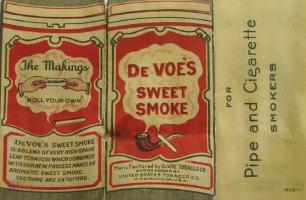 The Makings
"ROLL YOUR OWN"
DEVOE'S SWEET SMOKE
IS A BLEND OF VERY HIGH GRADE
LEAF TOBACCO WHICH COMBINED
WITH OUR NEW PROCESS MAKES AN
AROMATIC SWEET SMOKE.
SOOTHING AND SATISFYING.
DE VOE'S
SWEET
SMOKE
Manufactured by DEVOE TOBACCO CO.
UNITED STATES TOBACCO CO.
RICHMOND, VA. U.S.A.
FOR
Pipe and Cigarette
SMOKERS